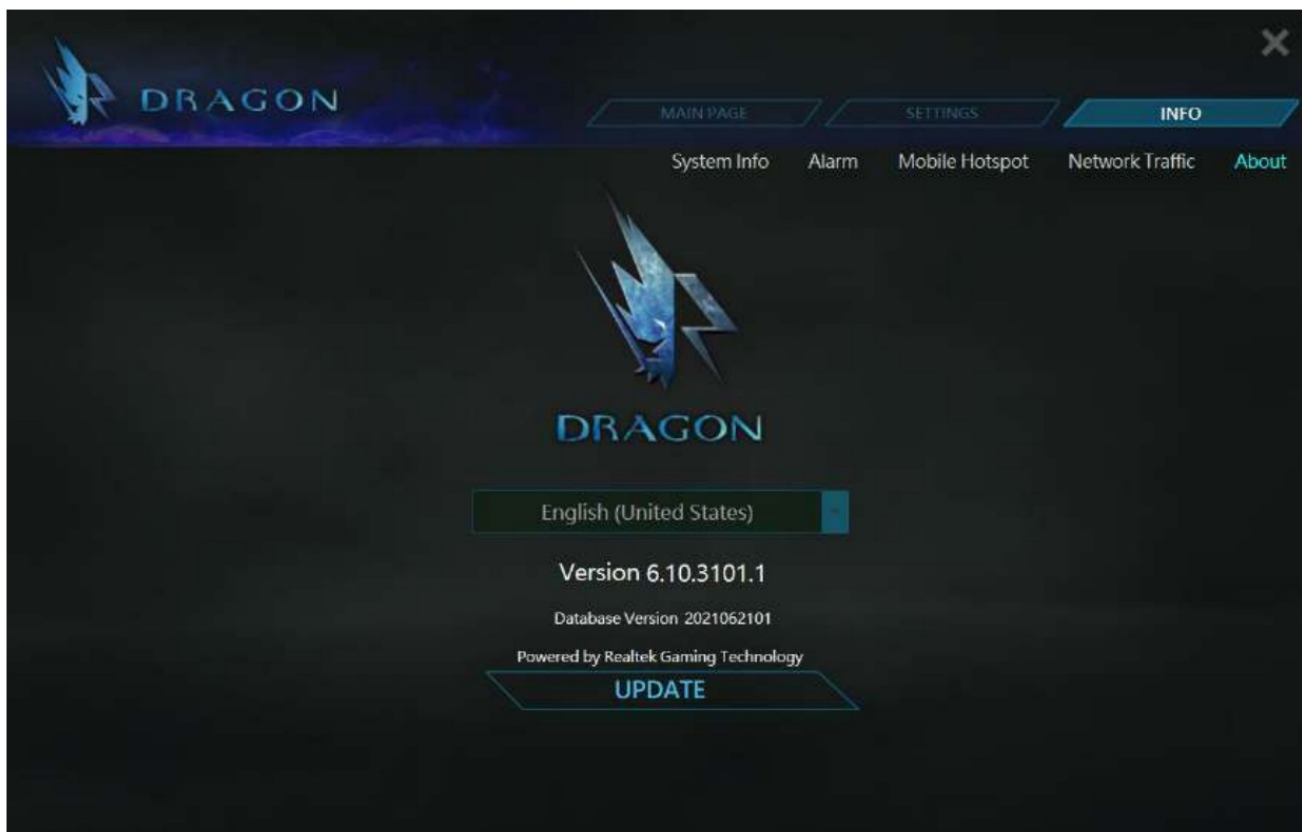 DRAGON
MAIN PAGE
SETTINGS
INFO
System Info
Alarm
Mobile Hotspot
Network Traffic
About
DRAGON
English (United States)
Version 6.10.3101.1
Database Version 2021062101
Powered by Realtek Gaming Technology
UPDATE